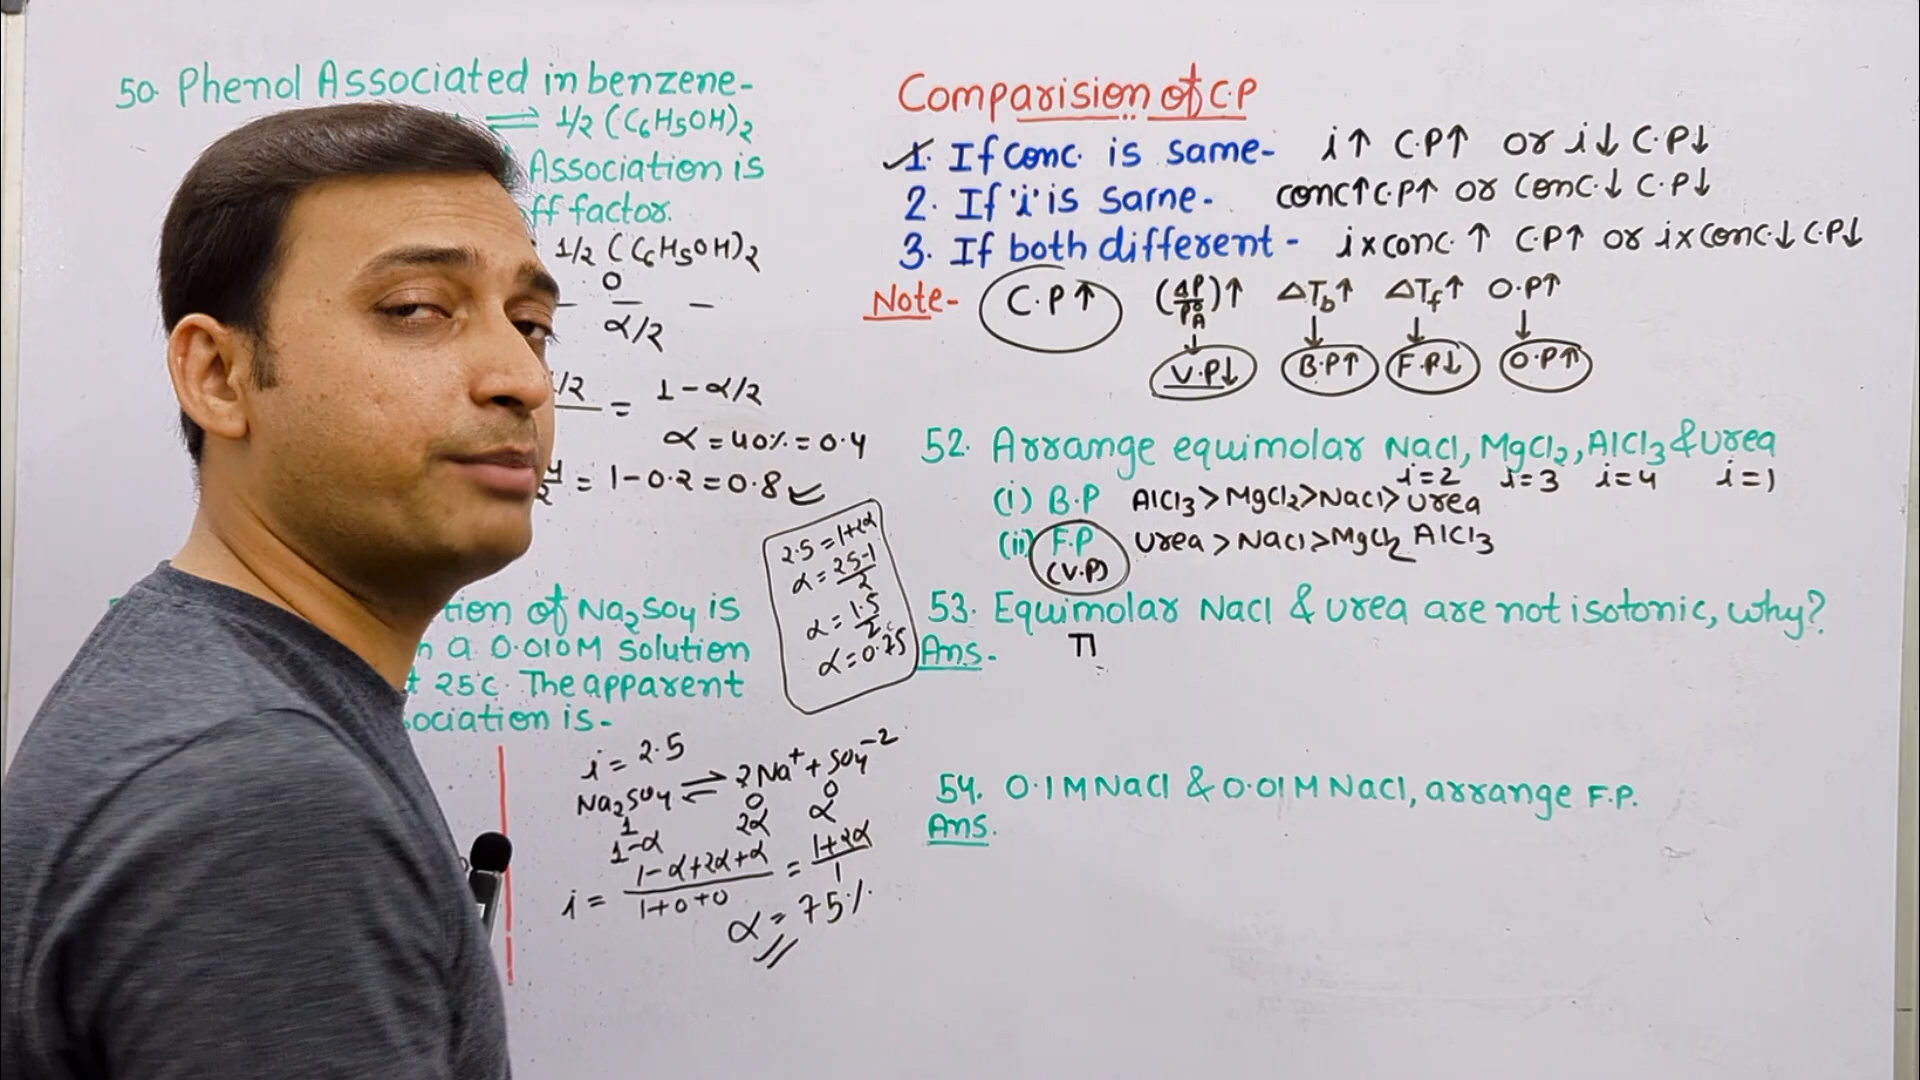 50. Phenol Associated in benzene-
⇌ 1/2 (C6H5OH)2
Association is
ff factor.
1/2 (C6H5OH)2
0
α/2
1/2 = 1-α/2
α = 40% = 0.4
= 1-0.2 = 0.8
tion of Na2SO4 is
n a 0.010M solution
t 25°C. The apparent
sociation is-
i = 2.5
Na2SO4 ⇌ 2Na+ + SO4-2
1 0 0
1-α 2α α
i = 1-α+2α+α / 1+0+0 = 1+2α / 1
α = 75%
2.5 = 1+2α
α = 2.5-1 / 2
α = 1.5 / 2
α = 0.75
Comparision of C.P
1. If conc. is same- i↑ C.P↑ or i↓ C.P↓
2. If 'i' is same- conc↑ C.P↑ or conc.↓ C.P↓
3. If both different- i x conc.↑ C.P↑ or i x conc.↓ C.P↓
Note- C.P↑ (ΔP/P°A)↑ ΔTb↑ ΔTf↑ O.P↑
V.P↓ B.P↑ F.P↓ O.P↑
52. Arrange equimolar NaCl, MgCl2, AlCl3 & Urea
i=2 i=3 i=4 i=1
(i) B.P AlCl3 > MgCl2 > NaCl > urea
(ii) F.P urea > NaCl > MgCl2 AlCl3
(V.P)
53. Equimolar NaCl & urea are not isotonic, why?
Ans. π
54. 0.1M NaCl & 0.01M NaCl, arrange F.P.
Ans.